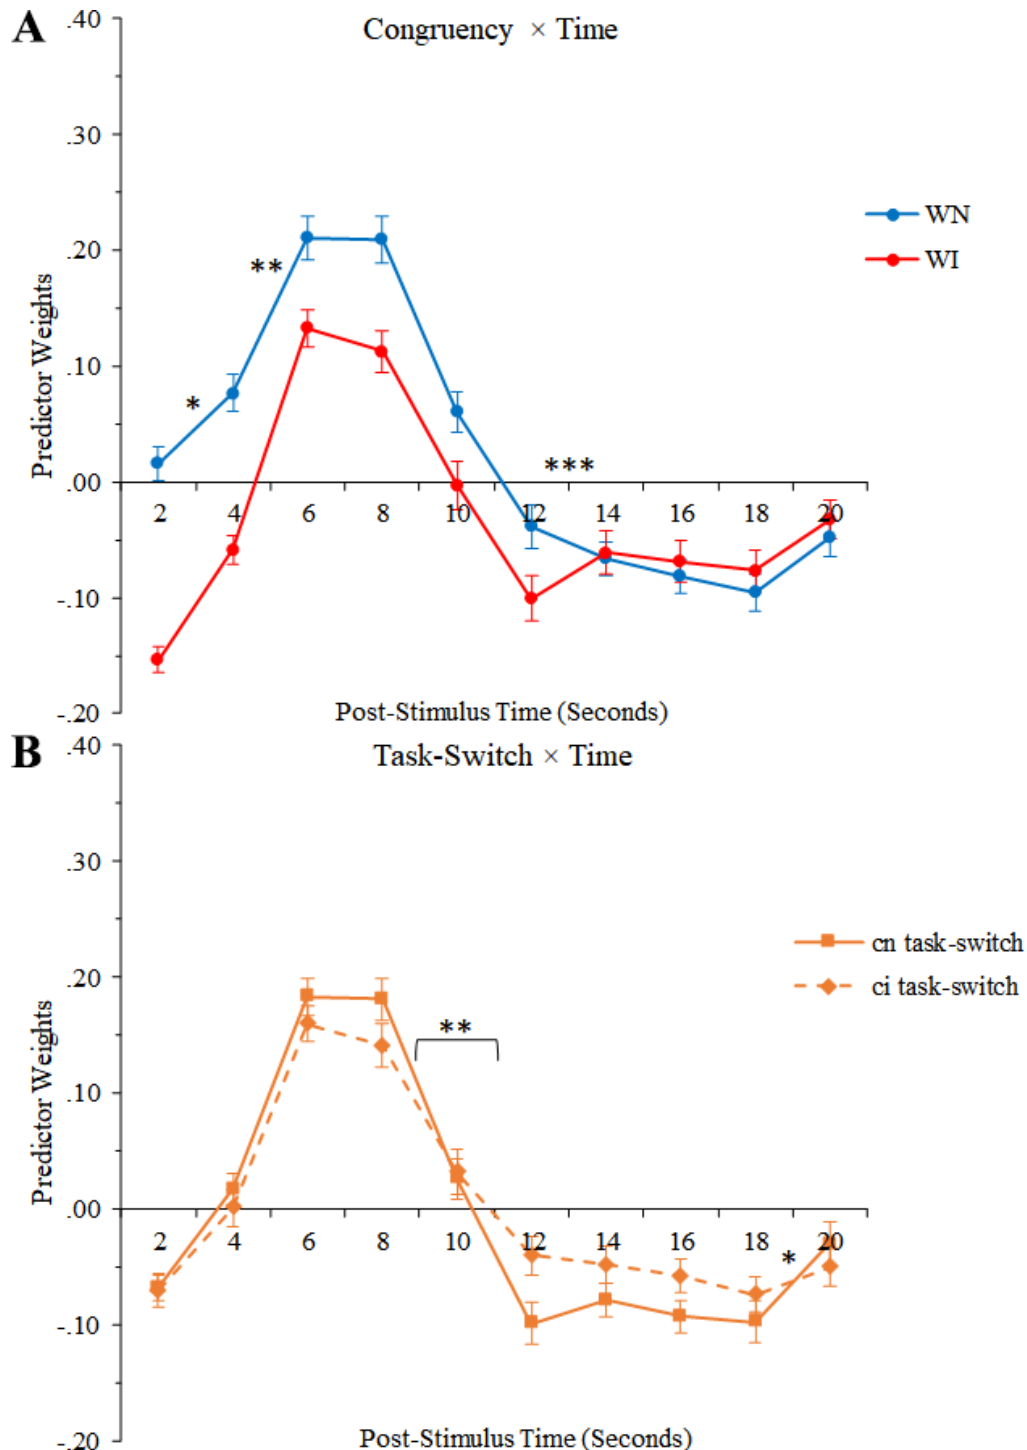 A
Congruency × Time
.40
.30
.20
.10
.00
-.10
-.20
Predictor Weights
WN
WI
*
**
***
2 4 6 8 10 12 14 16 18 20
Post-Stimulus Time (Seconds)
B
Task-Switch × Time
.40
.30
.20
.10
.00
-.10
-.20
Predictor Weights
cn task-switch
ci task-switch
**
*
2 4 6 8 10 12 14 16 18 20
Post-Stimulus Time (Seconds)